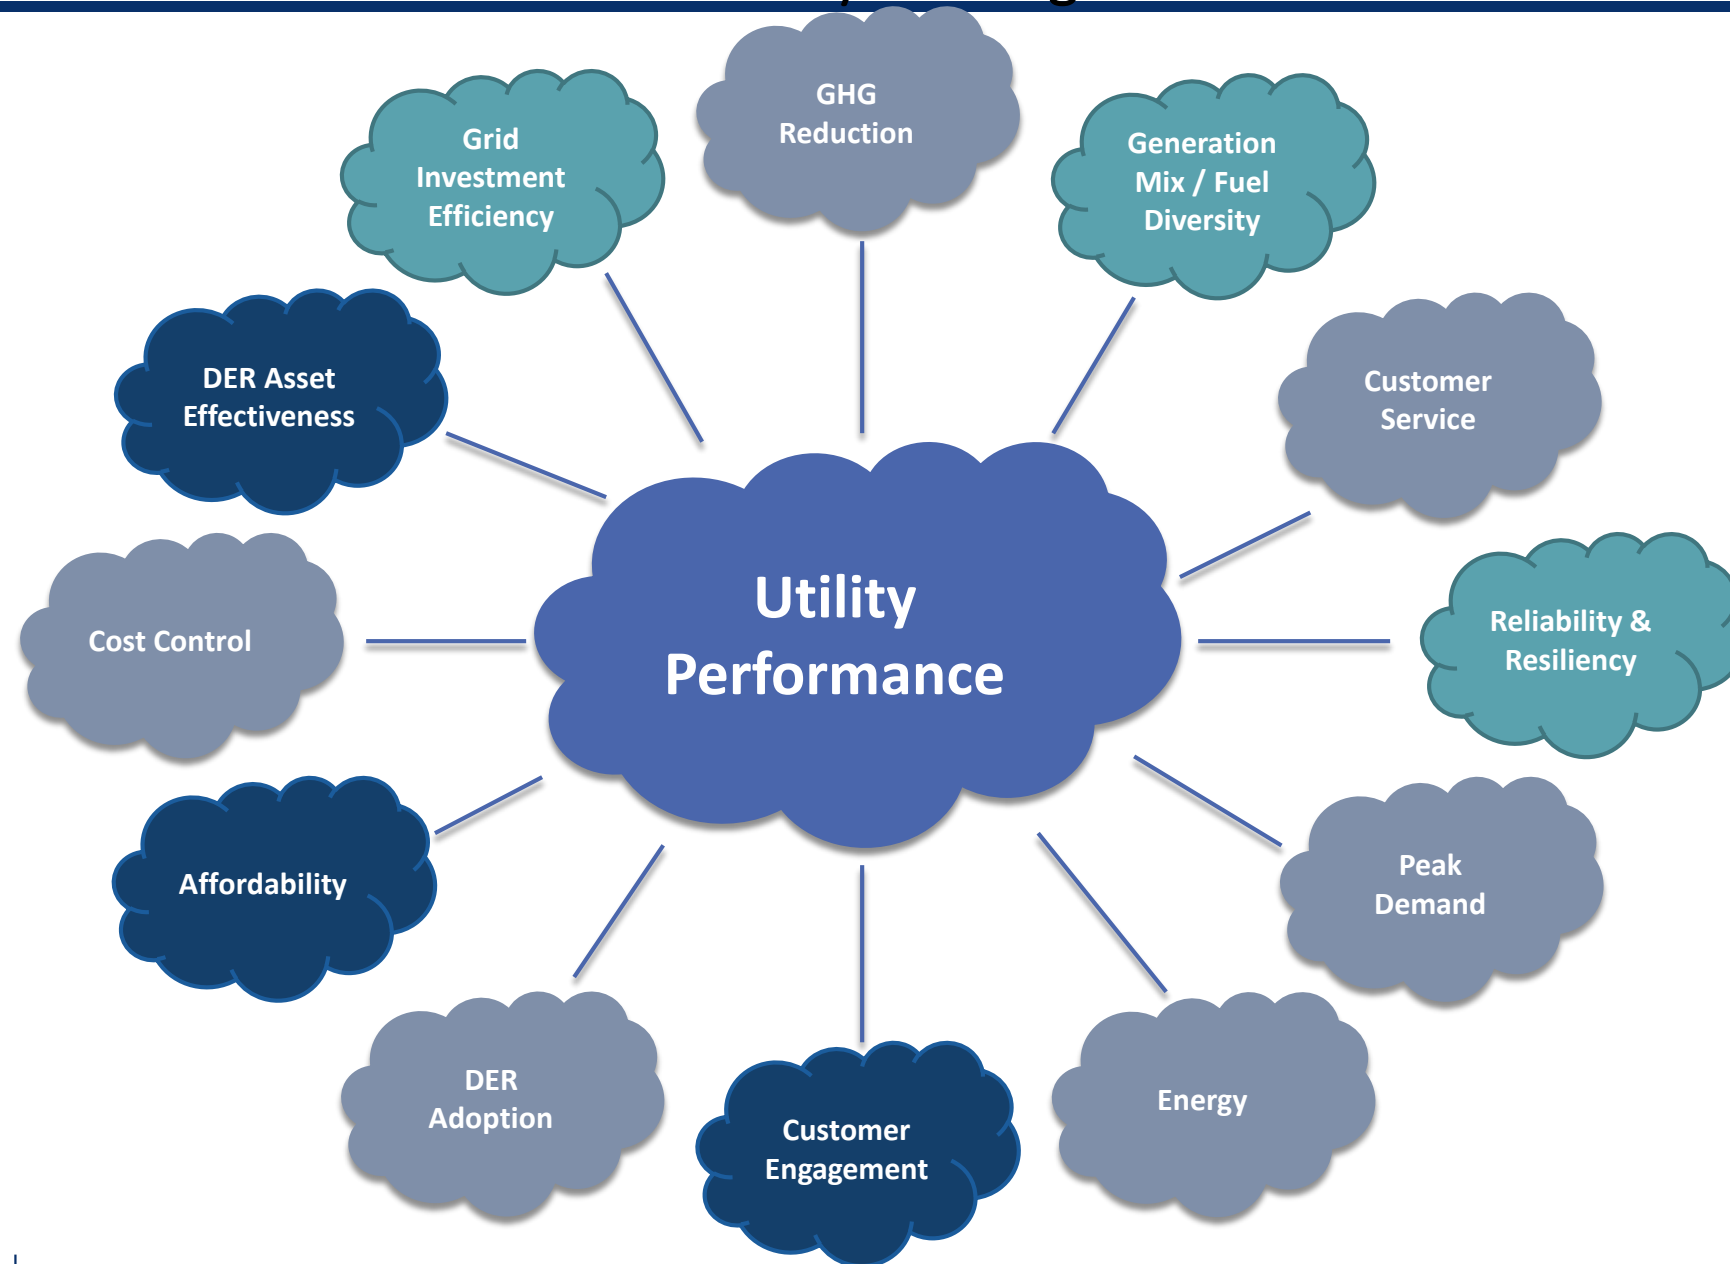 GHG
Reduction
Grid
Investment
Efficiency
Generation
Mix / Fuel
Diversity
DER Asset
Effectiveness
Customer
Service
Utility
Performance
Cost Control
Reliability &
Resiliency
Affordability
Peak
Demand
DER
Adoption
Customer
Engagement
Energy